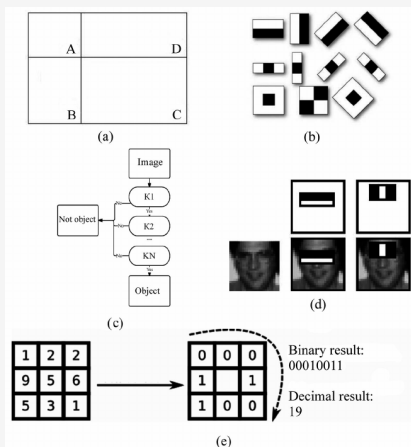 A
D
B
C
(a)
(b)
Image
K1
No
Yes
Not object
No
K2
...
No
KN
Yes
Object
(c)
(d)
1 2 2
9 5 6
5 3 1
0 0 0
1 1
1 0 0
Binary result:
00010011
Decimal result:
19
(e)